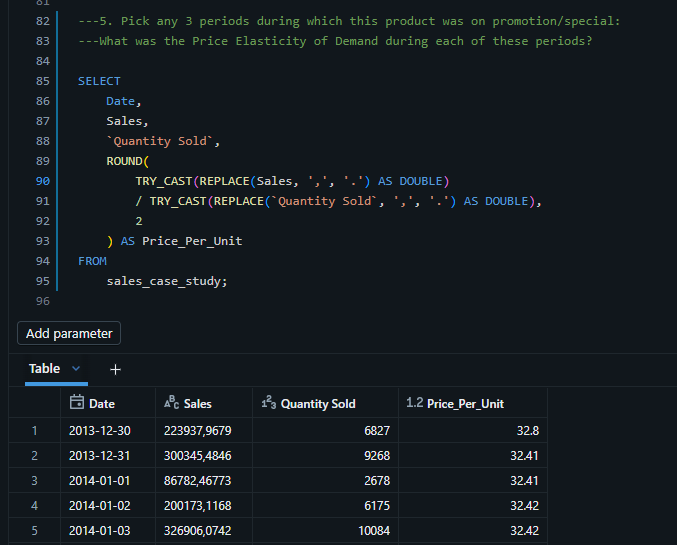 81
82 ---5. Pick any 3 periods during which this product was on promotion/special:
83 ---What was the Price Elasticity of Demand during each of these periods?
84
85 SELECT
86 Date,
87 Sales,
88 `Quantity Sold`,
89 ROUND(
90 TRY_CAST(REPLACE(Sales, ',', '.') AS DOUBLE)
91 / TRY_CAST(REPLACE(`Quantity Sold`, ',', '.') AS DOUBLE),
92 2
93 ) AS Price_Per_Unit
94 FROM
95 sales_case_study;
96
Add parameter
Table +
Date ABC Sales 123 Quantity Sold 1.2 Price_Per_Unit
1 2013-12-30 223937,9679 6827 32.8
2 2013-12-31 300345,4846 9268 32.41
3 2014-01-01 86782,46773 2678 32.41
4 2014-01-02 200173,1168 6175 32.42
5 2014-01-03 326906,0742 10084 32.42